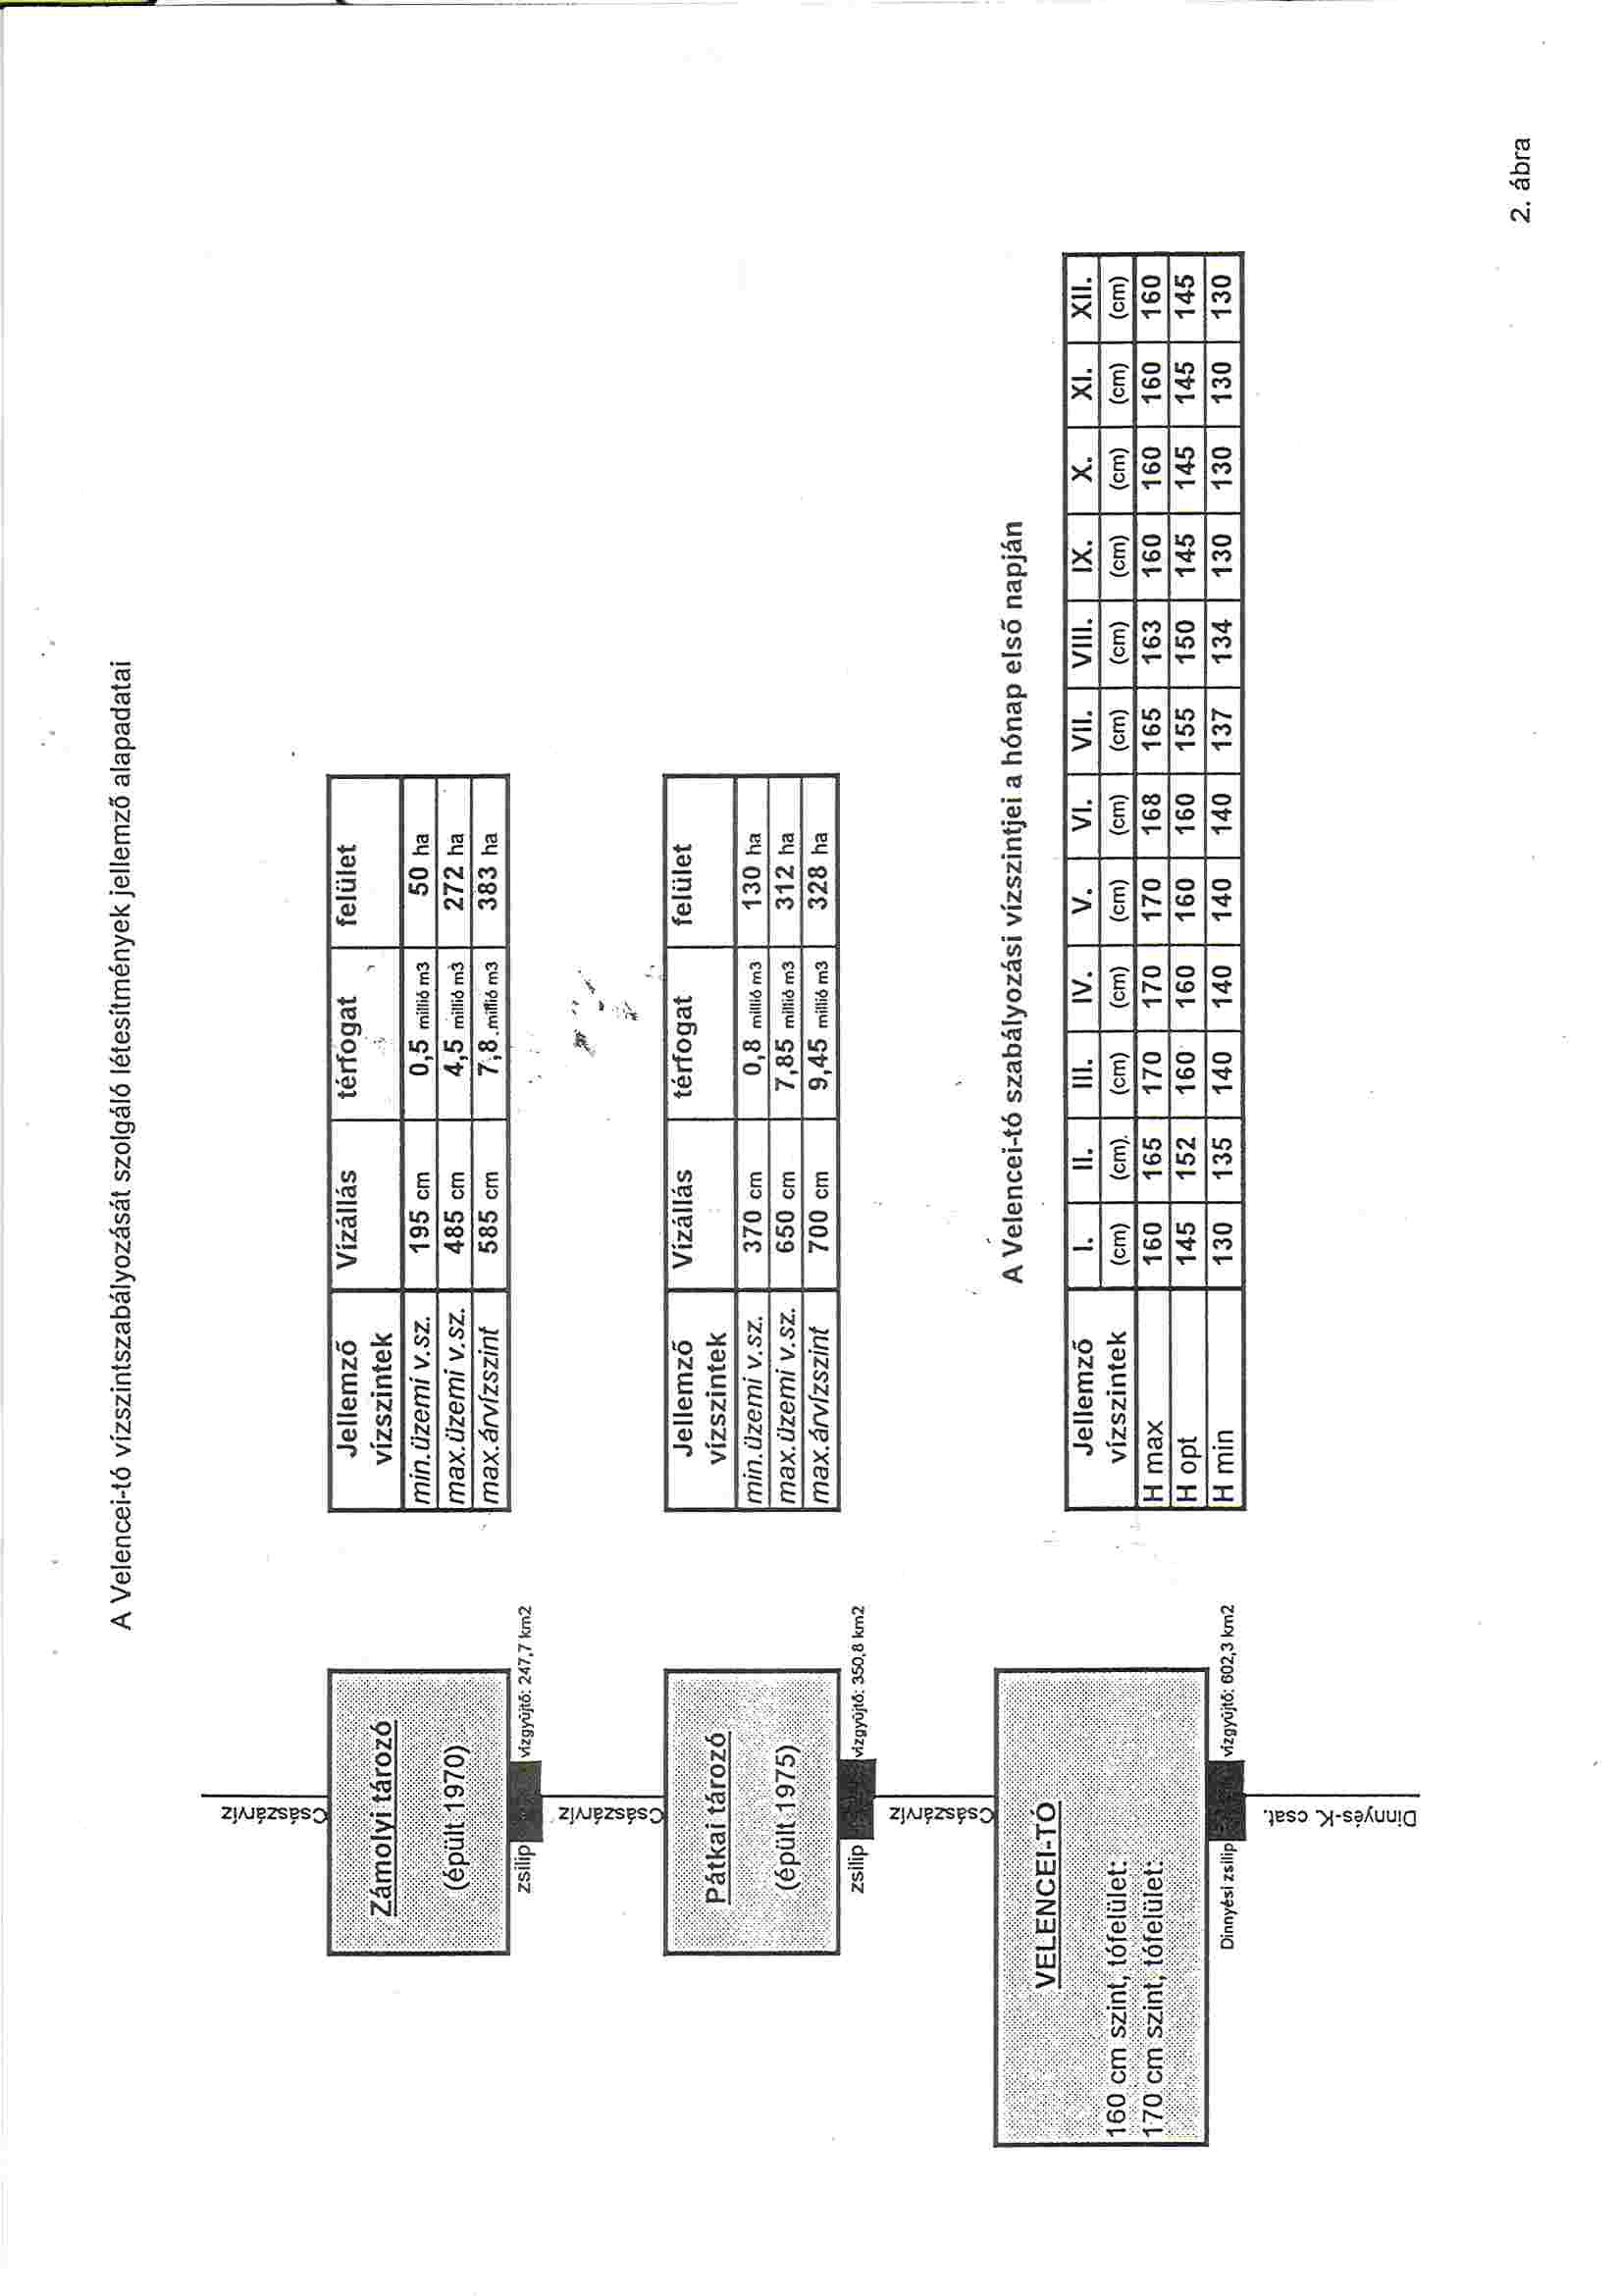 A Velencei-tó vízszintszabályozását szolgáló létesítmények jellemző alapadatai
Császárvíz
Zámolyi tározó
(épült 1970)
zsilip
vízgyűjtő: 247,7 km2
Jellemző vízszintek Vízállás térfogat felület
min.üzemi v.sz. 195 cm 0,5 millió m3 50 ha
max.üzemi v.sz. 485 cm 4,5 millió m3 272 ha
max.árvízszint 585 cm 7,8 millió m3 383 ha
Császárvíz
Pátkai tározó
(épült 1975)
zsilip
vízgyűjtő: 350,8 km2
Jellemző vízszintek Vízállás térfogat felület
min.üzemi v.sz. 370 cm 0,8 millió m3 130 ha
max.üzemi v.sz. 650 cm 7,85 millió m3 312 ha
max.árvízszint 700 cm 9,45 millió m3 328 ha
Császárvíz
VELENCEI-TÓ
160 cm szint, tófelület:
170 cm szint, tófelület:
Dinnyési zsilip
vízgyűjtő: 602,3 km2
Dinnyés-K. csat.
A Velencei-tó szabályozási vízszintjei a hónap első napján
Jellemző vízszintek I. II. III. IV. V. VI. VII. VIII. IX. X. XI. XII.
(cm) (cm). (cm) (cm) (cm) (cm) (cm) (cm) (cm) (cm) (cm) (cm)
H max 160 165 170 170 170 168 165 163 160 160 160 160
H opt 145 152 160 160 160 160 155 150 145 145 145 145
H min 130 135 140 140 140 140 137 134 130 130 130 130
2. ábra